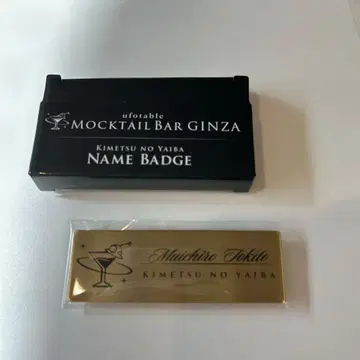 ufotable
MOCKTAIL BAR GINZA
KIMETSU NO YAIBA
NAME BADGE
Muichiro Tokito
KIMETSU NO YAIBA